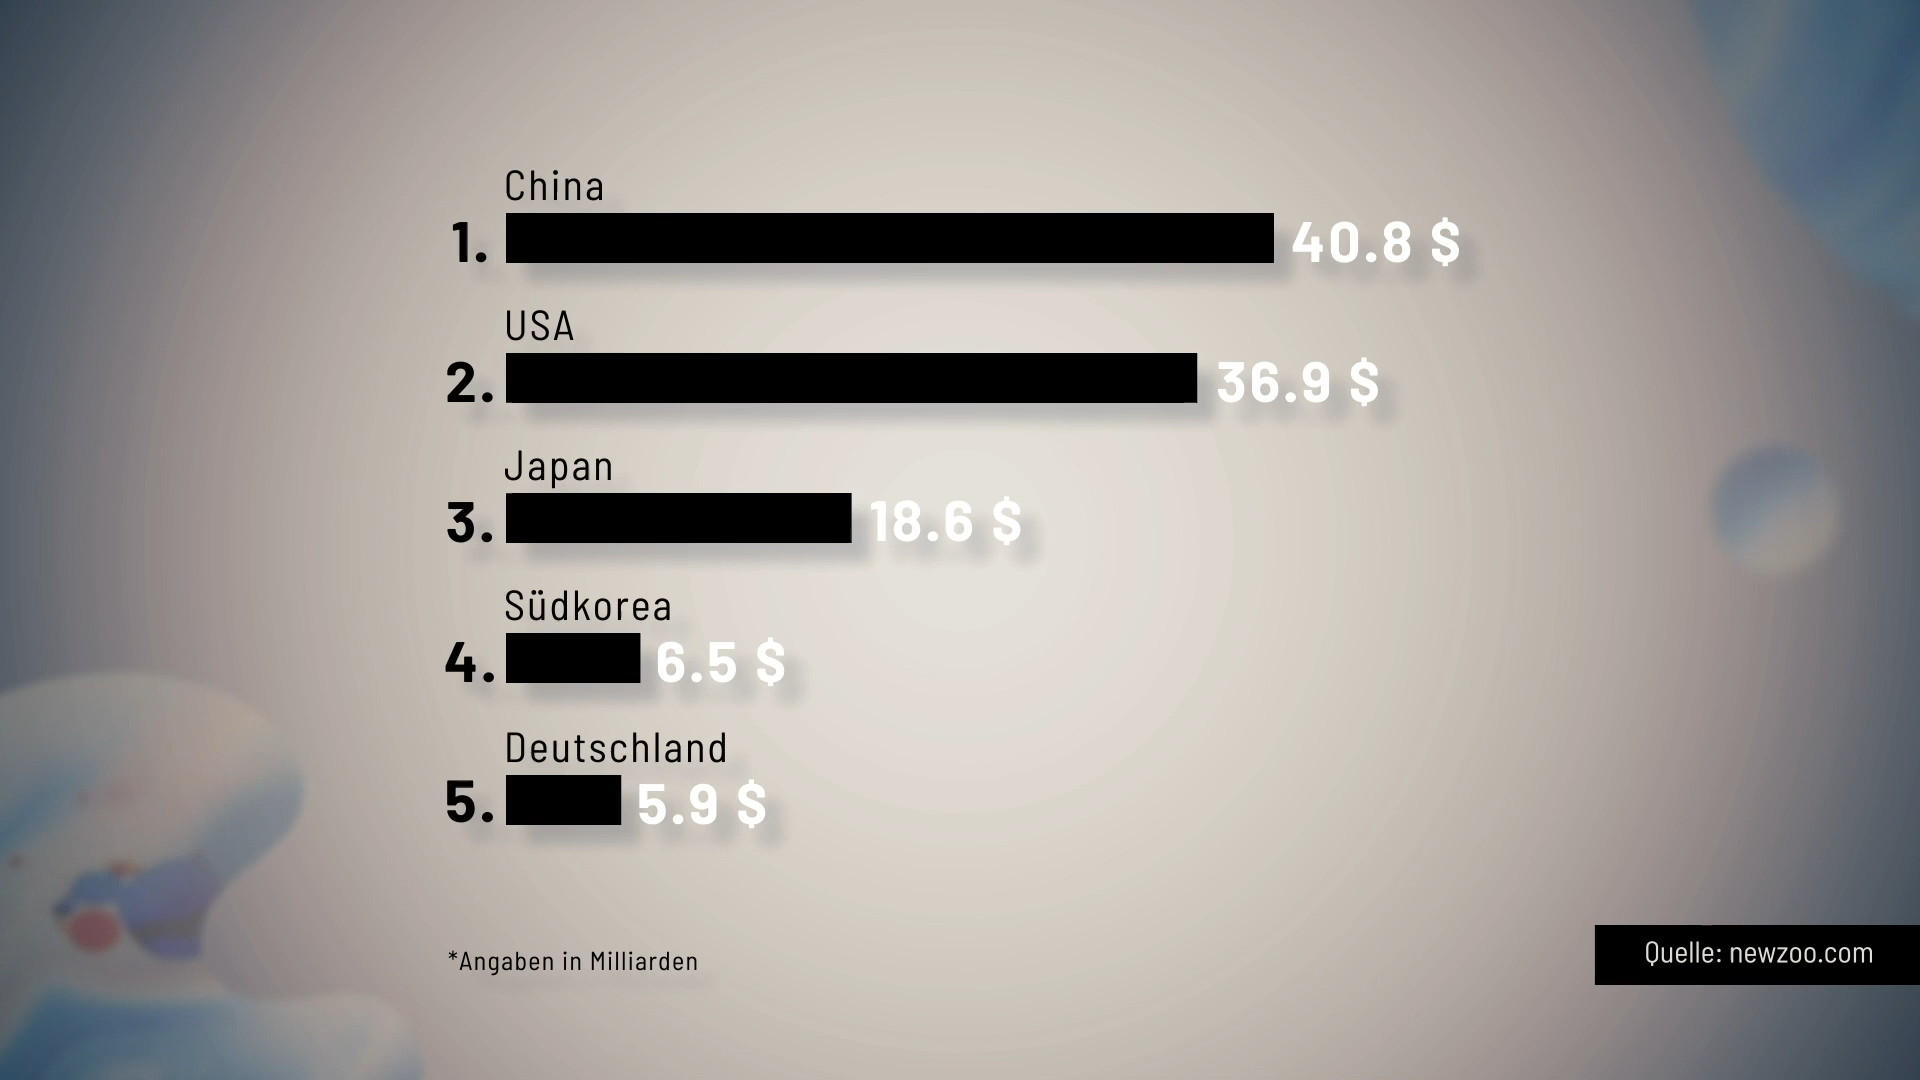 China
1. 40.8 $
USA
2. 36.9 $
Japan
3. 18.6 $
Südkorea
4. 6.5 $
Deutschland
5. 5.9 $
*Angaben in Milliarden
Quelle: newzoo.com